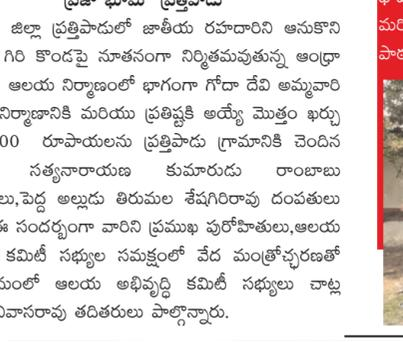 ప్రజా భూమి ప్రత్తిపాడు
జిల్లా ప్రత్తిపాడులో జాతీయ రహదారిని ఆనుకొని
గిరి కొండపై నూతనంగా నిర్మితమవుతున్న ఆంధ్రా
ఆలయ నిర్మాణంలో భాగంగా గోదా దేవి అమ్మవారి
నిర్మాణానికి మరియు ప్రతిష్టకి అయ్యే మొత్తం ఖర్చు
00 రూపాయలను ప్రత్తిపాడు గ్రామానికి చెందిన
సత్యనారాయణ కుమారుడు రాంబాబు
లు,పెద్ద అల్లుడు తిరుమల శేషగిరిరావు దంపతులు
ఈ సందర్భంగా వారిని ప్రముఖ పురోహితులు,ఆలయ
కమిటీ సభ్యుల సమక్షంలో వేద మంత్రోచ్ఛరణతో
మంలో ఆలయ అభివృద్ధి కమిటీ సభ్యులు చాట్ల
నివాసరావు తదితరులు పాల్గొన్నారు.
మరి
పాఠ